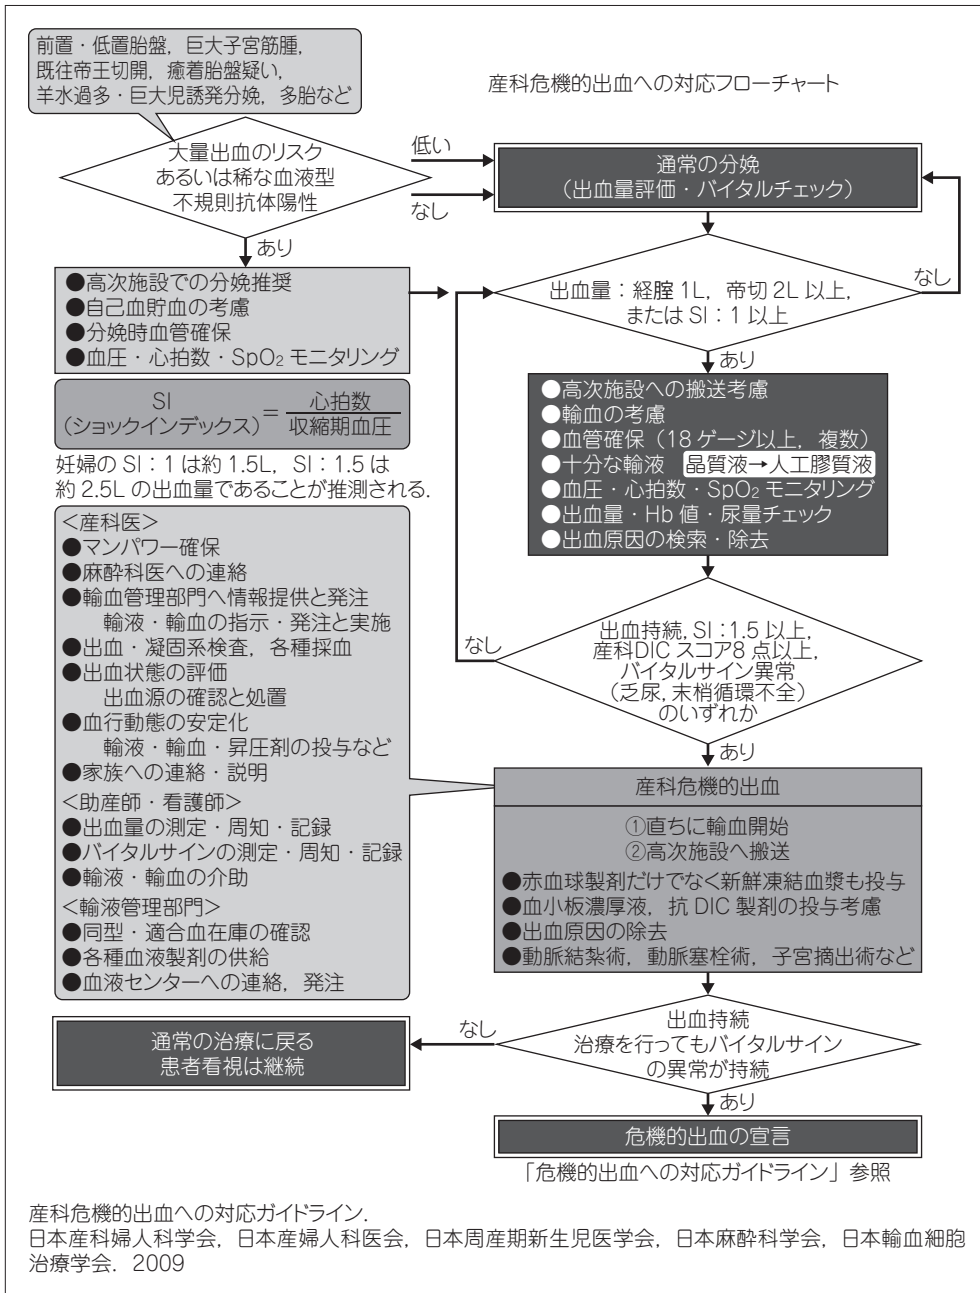 産科危機的出血への対応フローチャート
前置・低置胎盤，巨大子宮筋腫，
既往帝王切開，癒着胎盤疑い，
羊水過多・巨大児誘発分娩，多胎など
大量出血のリスク
あるいは稀な血液型
不規則抗体陽性
低い
なし
あり
通常の分娩
（出血量評価・バイタルチェック）
●高次施設での分娩推奨
●自己血貯血の考慮
●分娩時血管確保
●血圧・心拍数・SpO₂モニタリング
出血量：経腟1L，帝切2L以上，
またはSI：1以上
なし
あり
SI
（ショックインデックス）
＝
心拍数
収縮期血圧
妊婦のSI：1は約1.5L，SI：1.5は
約2.5Lの出血量であることが推測される．
●高次施設への搬送考慮
●輸血の考慮
●血管確保（18ゲージ以上，複数）
●十分な輸液 晶質液→人工膠質液
●血圧・心拍数・SpO₂モニタリング
●出血量・Hb値・尿量チェック
●出血原因の検索・除去
出血持続，SI：1.5以上，
産科DICスコア8点以上，
バイタルサイン異常
（乏尿，末梢循環不全）
のいずれか
なし
あり
＜産科医＞
●マンパワー確保
●麻酔科医への連絡
●輸血管理部門へ情報提供と発注
輸液・輸血の指示・発注と実施
●出血・凝固系検査，各種採血
●出血状態の評価
出血源の確認と処置
●血行動態の安定化
輸液・輸血・昇圧剤の投与など
●家族への連絡・説明
＜助産師・看護師＞
●出血量の測定・周知・記録
●バイタルサインの測定・周知・記録
●輸液・輸血の介助
＜輸液管理部門＞
●同型・適合血在庫の確認
●各種血液製剤の供給
●血液センターへの連絡，発注
産科危機的出血
①直ちに輸血開始
②高次施設へ搬送
●赤血球製剤だけでなく新鮮凍結血漿も投与
●血小板濃厚液，抗DIC製剤の投与考慮
●出血原因の除去
●動脈結紮術，動脈塞栓術，子宮摘出術など
出血持続
治療を行ってもバイタルサイン
の異常が持続
なし
通常の治療に戻る
患者看視は継続
あり
危機的出血の宣言
「危機的出血への対応ガイドライン」参照
産科危機的出血への対応ガイドライン．
日本産科婦人科学会，日本産婦人科医会，日本周産期新生児医学会，日本麻酔科学会，日本輸血細胞
治療学会．2009